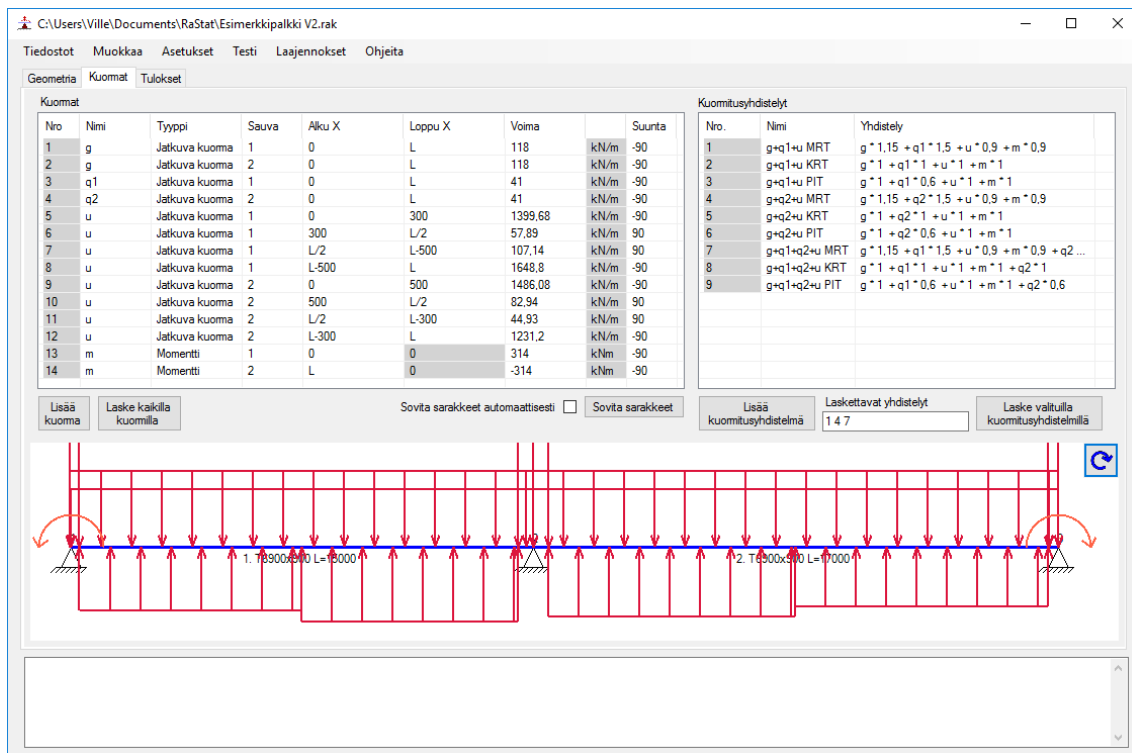 C:\Users\Ville\Documents\RaStat\Esimerkkipalkki V2.rak
Tiedostot Muokkaa Asetukset Testi Laajennokset Ohjeita
Geometria Kuormat Tulokset
Kuormat
Nro Nimi Tyyppi Sauva Alku X Loppu X Voima Suunta
1 g Jatkuva kuorma 1 0 L 118 kN/m -90
2 g Jatkuva kuorma 2 0 L 118 kN/m -90
3 q1 Jatkuva kuorma 1 0 L 41 kN/m -90
4 q2 Jatkuva kuorma 2 0 L 41 kN/m -90
5 u Jatkuva kuorma 1 0 300 1399,68 kN/m -90
6 u Jatkuva kuorma 1 300 L/2 57,89 kN/m 90
7 u Jatkuva kuorma 1 L/2 L-500 107,14 kN/m 90
8 u Jatkuva kuorma 1 L-500 L 1648,8 kN/m -90
9 u Jatkuva kuorma 2 0 500 1486,08 kN/m -90
10 u Jatkuva kuorma 2 500 L/2 82,94 kN/m 90
11 u Jatkuva kuorma 2 L/2 L-300 44,93 kN/m 90
12 u Jatkuva kuorma 2 L-300 L 1231,2 kN/m -90
13 m Momentti 1 0 0 314 kNm -90
14 m Momentti 2 L 0 -314 kNm -90
Lisää kuorma
Laske kaikilla kuormilla
Sovita sarakkeet automaattisesti
Sovita sarakkeet
Kuormitusyhdistelyt
Nro. Nimi Yhdistely
1 g+q1+u MRT g * 1,15 + q1 * 1,5 + u * 0,9 + m * 0,9
2 g+q1+u KRT g * 1 + q1 * 1 + u * 1 + m * 1
3 g+q1+u PIT g * 1 + q1 * 0,6 + u * 1 + m * 1
4 g+q2+u MRT g * 1,15 + q2 * 1,5 + u * 0,9 + m * 0,9
5 g+q2+u KRT g * 1 + q2 * 1 + u * 1 + m * 1
6 g+q2+u PIT g * 1 + q2 * 0,6 + u * 1 + m * 1
7 g+q1+q2+u MRT g * 1,15 + q1 * 1,5 + u * 0,9 + m * 0,9 + q2 ...
8 g+q1+q2+u KRT g * 1 + q1 * 1 + u * 1 + m * 1 + q2 * 1
9 g+q1+q2+u PIT g * 1 + q1 * 0,6 + u * 1 + m * 1 + q2 * 0,6
Lisää kuormitusyhdistelmä
Laskettavat yhdistelyt
1 4 7
Laske valituilla kuormitusyhdistelmillä
1. L=15000
2. L=17000